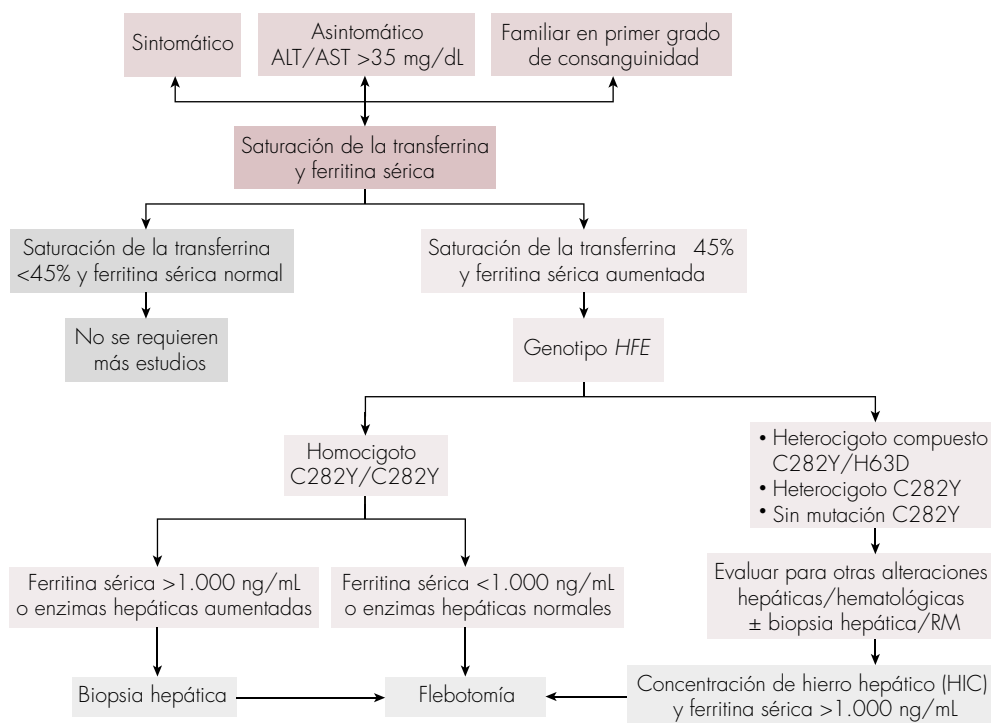 Sintomático
Asintomático
ALT/AST >35 mg/dL
Familiar en primer grado
de consanguinidad
Saturación de la transferrina
y ferritina sérica
Saturación de la transferrina
<45% y ferritina sérica normal
Saturación de la transferrina 45%
y ferritina sérica aumentada
No se requieren
más estudios
Genotipo HFE
Homocigoto
C282Y/C282Y
• Heterocigoto compuesto
C282Y/H63D
• Heterocigoto C282Y
• Sin mutación C282Y
Ferritina sérica >1.000 ng/mL
o enzimas hepáticas aumentadas
Ferritina sérica <1.000 ng/mL
o enzimas hepáticas normales
Evaluar para otras alteraciones
hepáticas/hematológicas
± biopsia hepática/RM
Biopsia hepática
Flebotomía
Concentración de hierro hepático (HIC)
y ferritina sérica >1.000 ng/mL